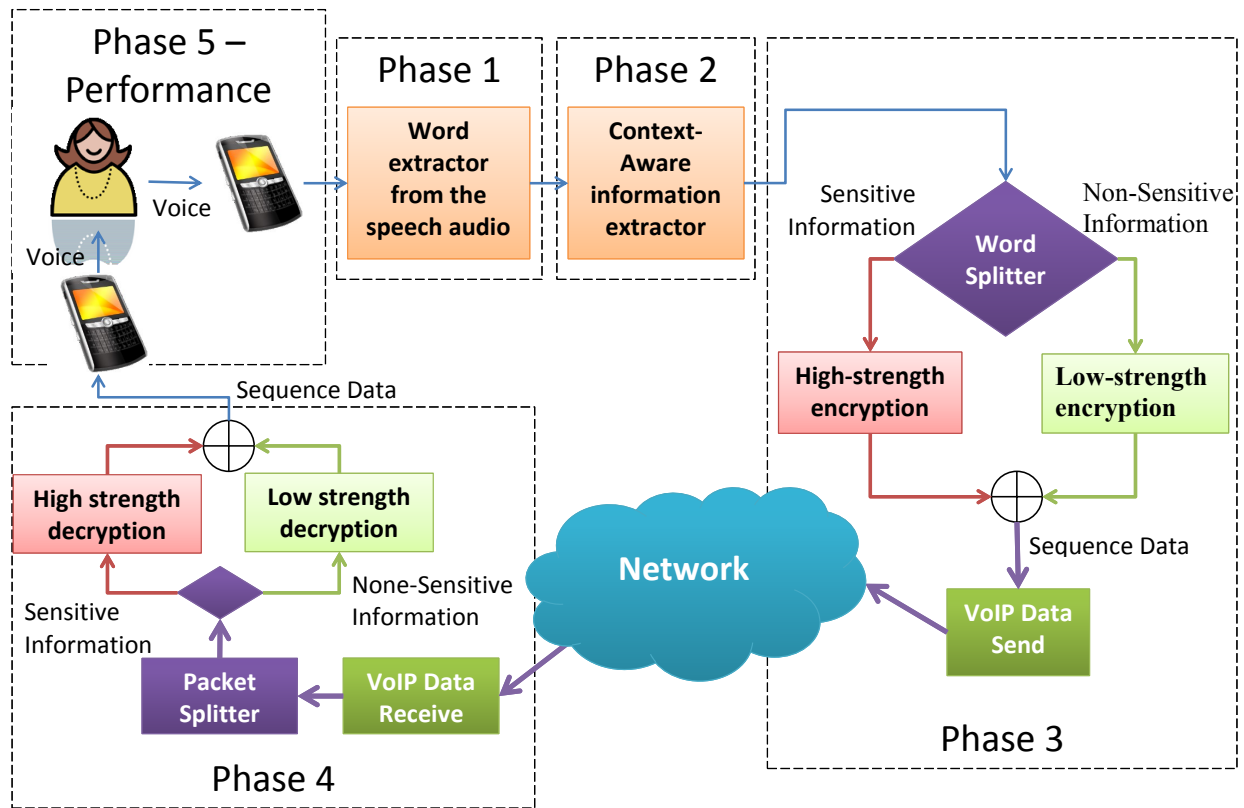 Phase 5 –
Performance
Voice
Voice
Phase 1
Word
extractor
from the
speech audio
Phase 2
Context-
Aware
information
extractor
Sensitive
Information
Non-Sensitive
Information
Word
Splitter
High-strength
encryption
Low-strength
encryption
Sequence Data
VoIP Data
Send
Phase 3
Network
Sequence Data
High strength
decryption
Low strength
decryption
Sensitive
Information
None-Sensitive
Information
Packet
Splitter
VoIP Data
Receive
Phase 4